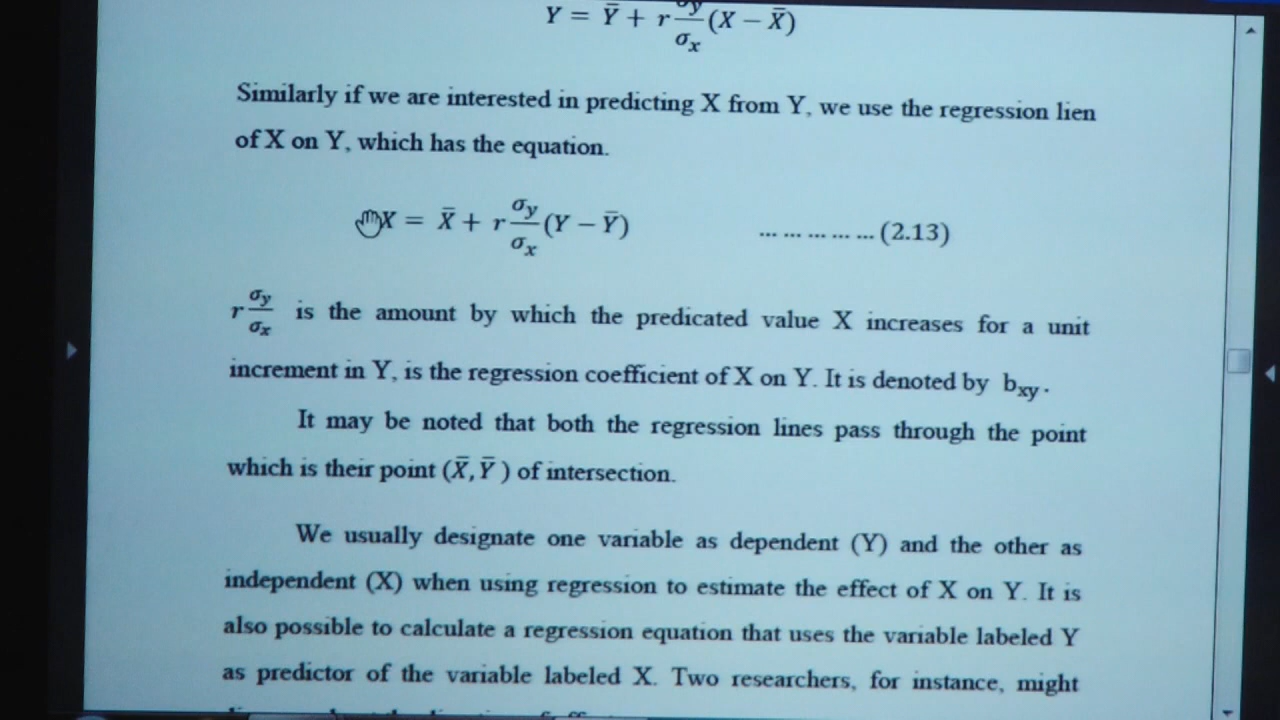 Y = Ȳ + r σy/σx (X − X̄)
Similarly if we are interested in predicting X from Y, we use the regression lien
of X on Y, which has the equation.
X = X̄ + r σy/σx (Y − Ȳ) ... ... ... ... ... (2.13)
r σy/σx is the amount by which the predicated value X increases for a unit
increment in Y, is the regression coefficient of X on Y. It is denoted by bxy.
It may be noted that both the regression lines pass through the point
which is their point (X̄, Ȳ) of intersection.
We usually designate one variable as dependent (Y) and the other as
independent (X) when using regression to estimate the effect of X on Y. It is
also possible to calculate a regression equation that uses the variable labeled Y
as predictor of the variable labeled X. Two researchers, for instance, might